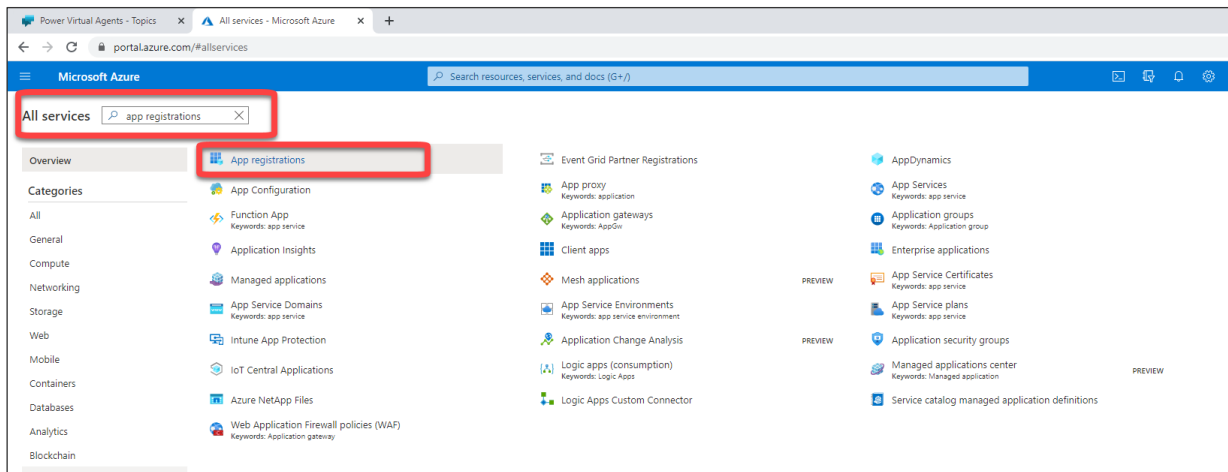 Power Virtual Agents - Topics
All services - Microsoft Azure
portal.azure.com/#allservices
Microsoft Azure
Search resources, services, and docs (G+/)
All services
app registrations
Overview
Categories
All
General
Compute
Networking
Storage
Web
Mobile
Containers
Databases
Analytics
Blockchain
App registrations
App Configuration
Function App
Keywords: app service
Application Insights
Managed applications
App Service Domains
Keywords: app service
Intune App Protection
IoT Central Applications
Azure NetApp Files
Web Application Firewall policies (WAF)
Keywords: Application gateway
Event Grid Partner Registrations
App proxy
Keywords: application
Application gateways
Keywords: AppGw
Client apps
Mesh applications PREVIEW
App Service Environments
Keywords: app service environment
Application Change Analysis PREVIEW
Logic apps (consumption)
Keywords: Logic Apps
Logic Apps Custom Connector
AppDynamics
App Services
Keywords: app service
Application groups
Keywords: Application group
Enterprise applications
App Service Certificates
Keywords: app service
App Service plans
Keywords: app service
Application security groups
Managed applications center PREVIEW
Keywords: Managed application
Service catalog managed application definitions